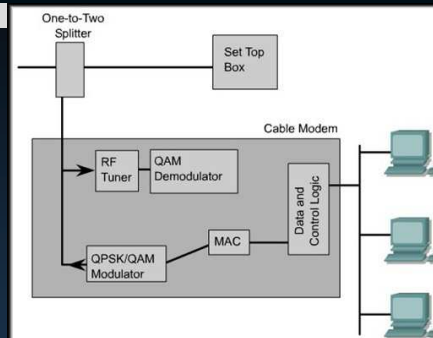 One-to-Two
Splitter
Set Top
Box
Cable Modem
RF
Tuner
QAM
Demodulator
Data and
Control Logic
MAC
QPSK/QAM
Modulator